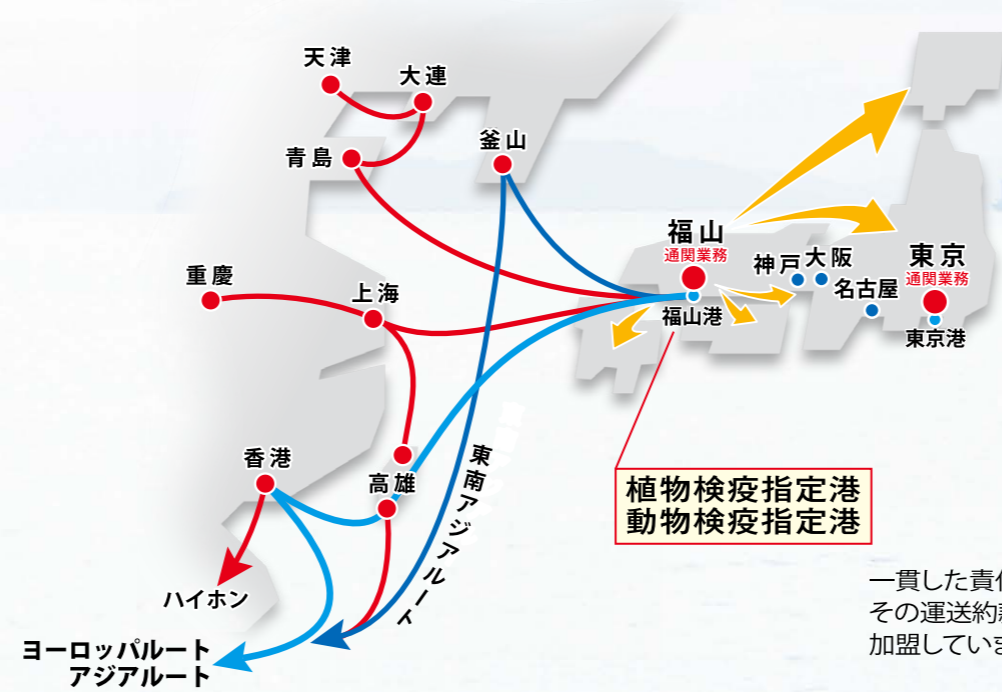 天津
大連
青島
釜山
重慶
上海
福山
通関業務
福山港
神戸
大阪
名古屋
東京
通関業務
東京港
香港
高雄
東南アジアルート
ハイホン
ヨーロッパルート
アジアルート
植物検疫指定港
動物検疫指定港
一貫した責任
その運送約款
加盟していま